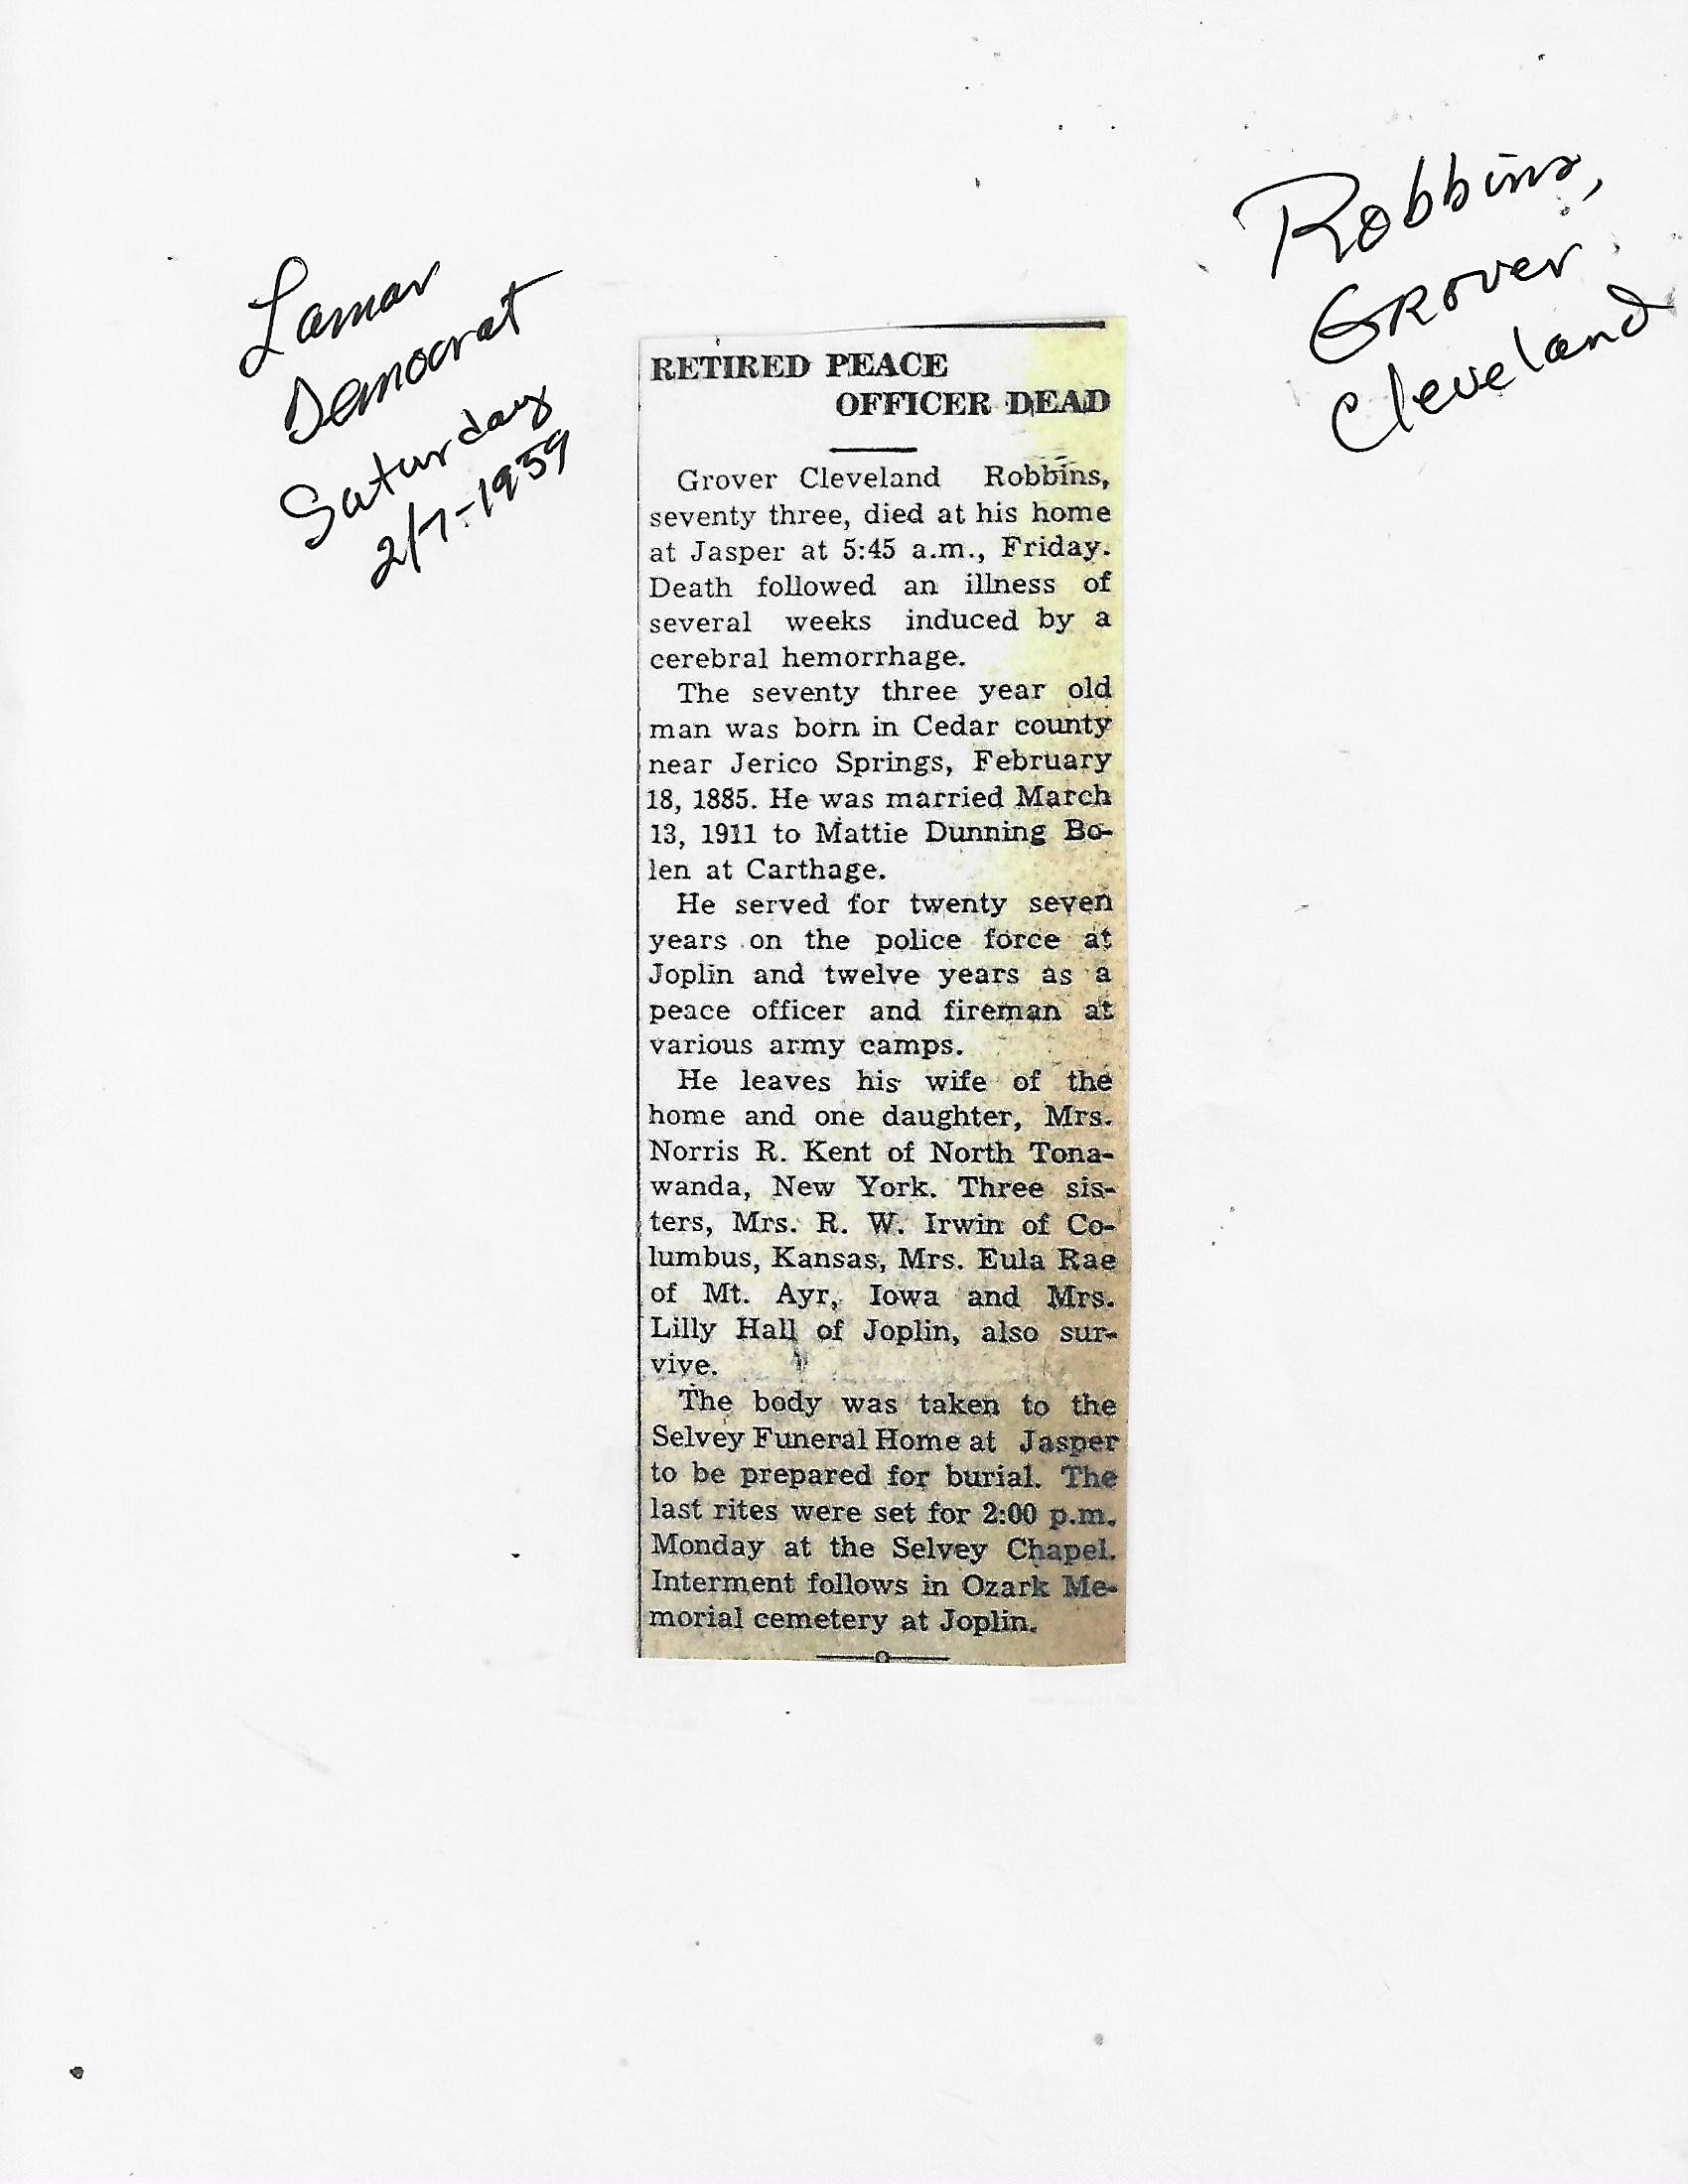 Lamar
Democrat
Saturday
2/7-1959
Robbins,
Grover
Cleveland
RETIRED PEACE
OFFICER DEAD
Grover Cleveland Robbins,
seventy three, died at his home
at Jasper at 5:45 a.m., Friday.
Death followed an illness of
several weeks induced by a
cerebral hemorrhage.
The seventy three year old
man was born in Cedar county
near Jerico Springs, February
18, 1885. He was married March
13, 1911 to Mattie Dunning Bo-
len at Carthage.
He served for twenty seven
years on the police force at
Joplin and twelve years as a
peace officer and fireman at
various army camps.
He leaves his wife of the
home and one daughter, Mrs.
Norris R. Kent of North Tona-
wanda, New York. Three sis-
ters, Mrs. R. W. Irwin of Co-
lumbus, Kansas, Mrs. Eula Rae
of Mt. Ayr, Iowa and Mrs.
Lilly Hall of Joplin, also sur-
vive.
The body was taken to the
Selvey Funeral Home at Jasper
to be prepared for burial. The
last rites were set for 2:00 p.m.
Monday at the Selvey Chapel.
Interment follows in Ozark Me-
morial cemetery at Joplin.